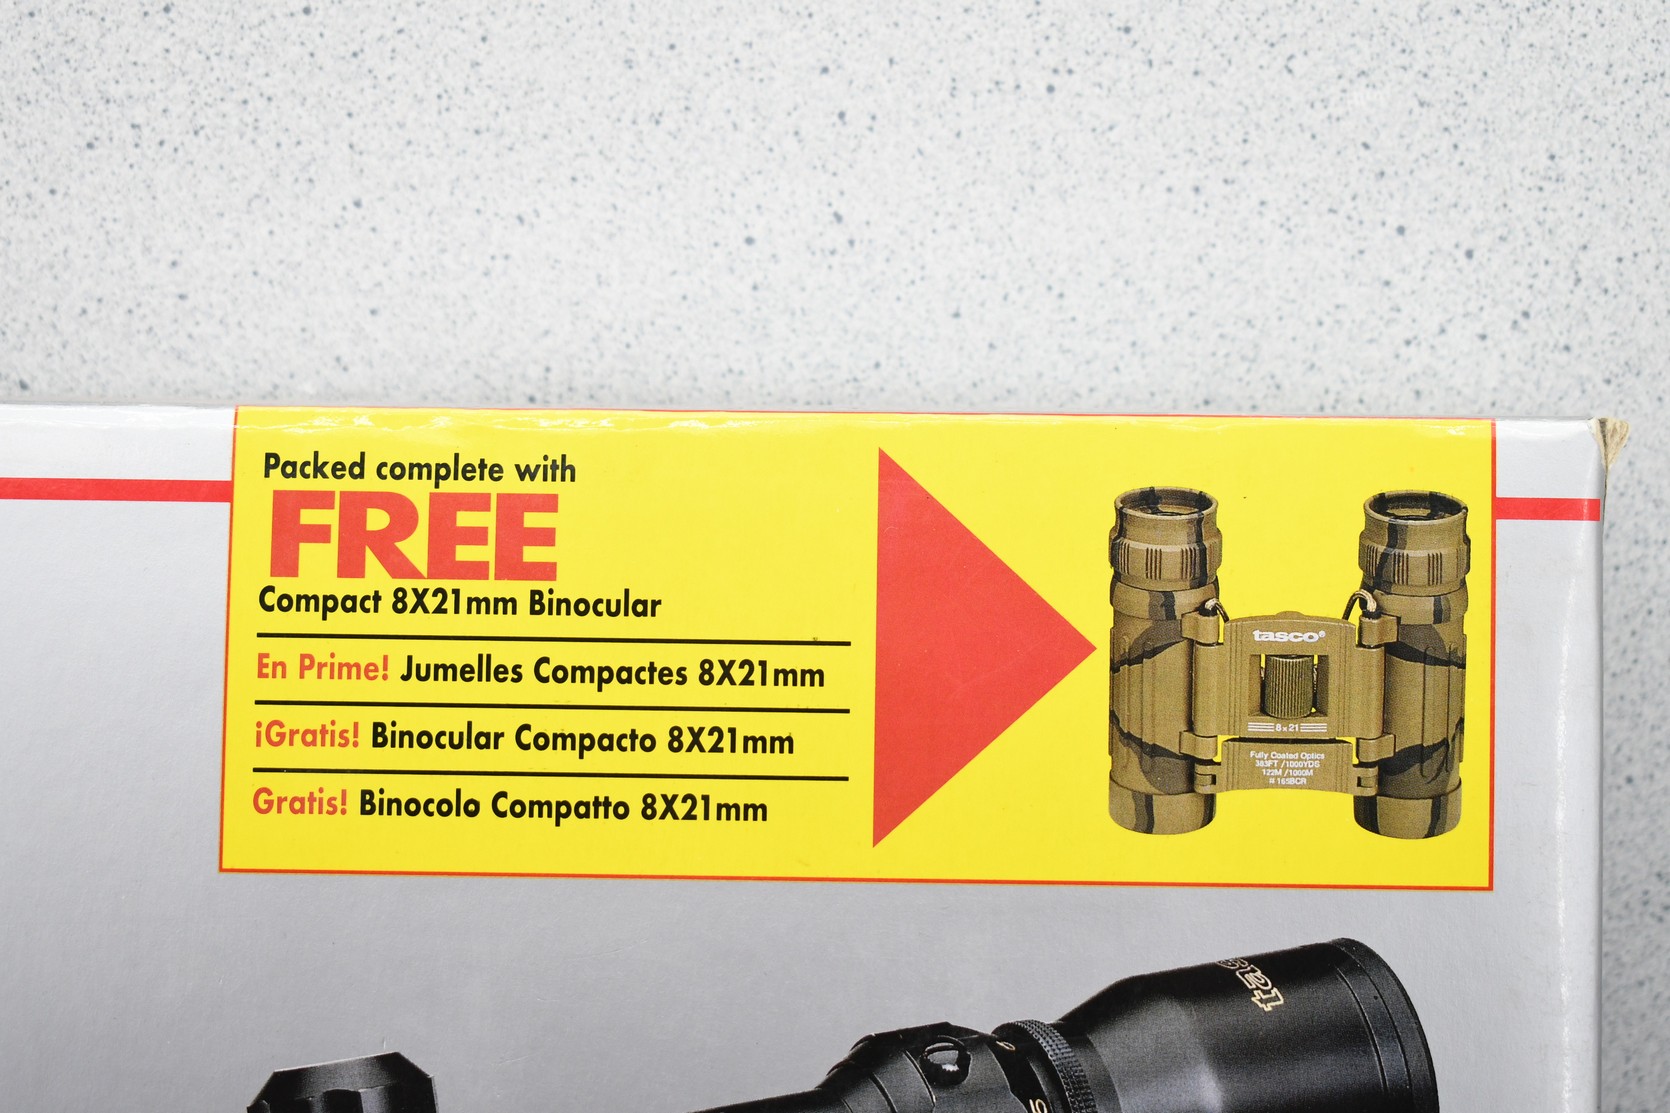 Packed complete with
FREE
Compact 8X21mm Binocular
En Prime! Jumelles Compactes 8X21mm
¡Gratis! Binocular Compacto 8X21mm
Gratis! Binocolo Compatto 8X21mm
tasco®
8x21
Fully Coated Optics
383FT /1000YDS
122M /1000M
# 165BCR